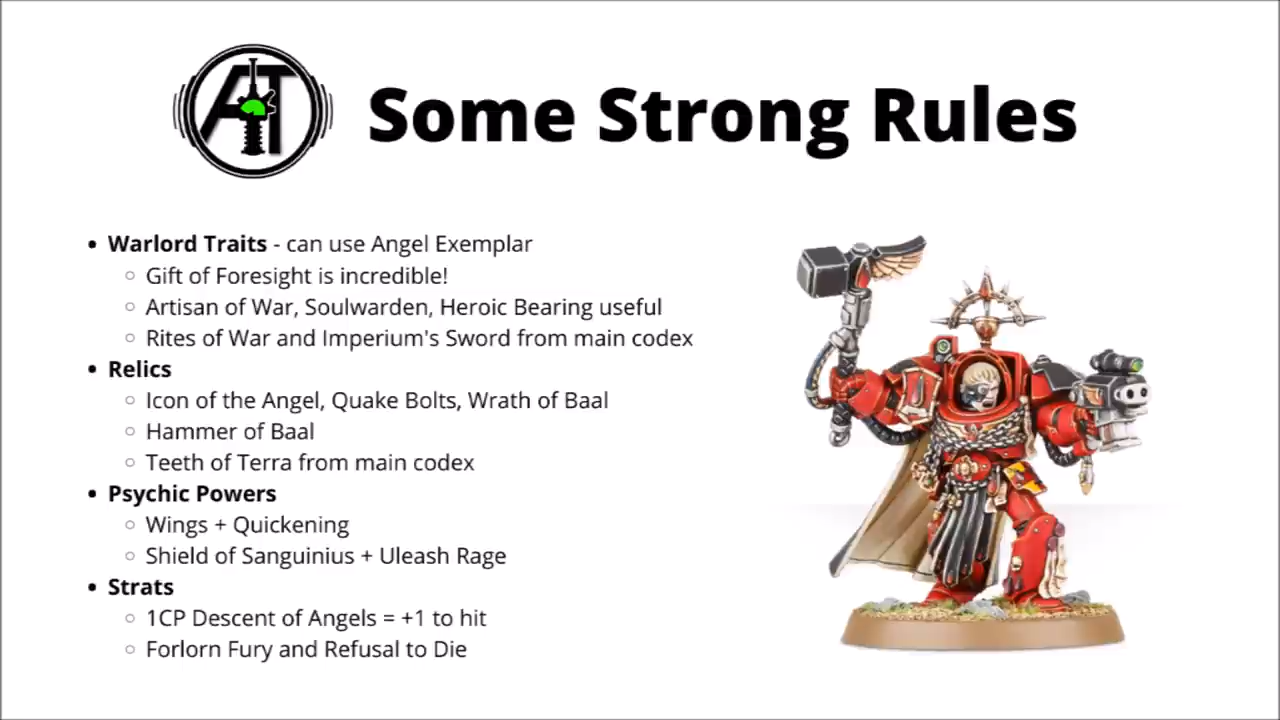 AT
Some Strong Rules
• Warlord Traits - can use Angel Exemplar
○ Gift of Foresight is incredible!
○ Artisan of War, Soulwarden, Heroic Bearing useful
○ Rites of War and Imperium's Sword from main codex
• Relics
○ Icon of the Angel, Quake Bolts, Wrath of Baal
○ Hammer of Baal
○ Teeth of Terra from main codex
• Psychic Powers
○ Wings + Quickening
○ Shield of Sanguinius + Uleash Rage
• Strats
○ 1CP Descent of Angels = +1 to hit
○ Forlorn Fury and Refusal to Die